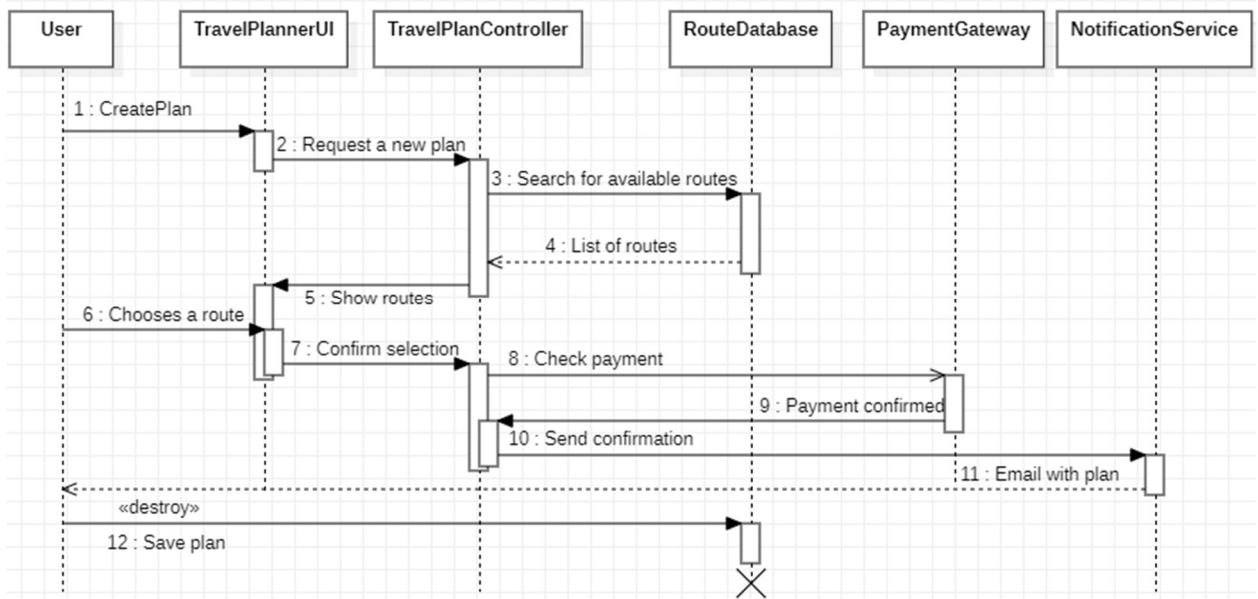 User
TravelPlannerUI
TravelPlanController
RouteDatabase
PaymentGateway
NotificationService
1 : CreatePlan
2 : Request a new plan
3 : Search for available routes
4 : List of routes
5 : Show routes
6 : Chooses a route
7 : Confirm selection
8 : Check payment
9 : Payment confirmed
10 : Send confirmation
11 : Email with plan
«destroy»
12 : Save plan